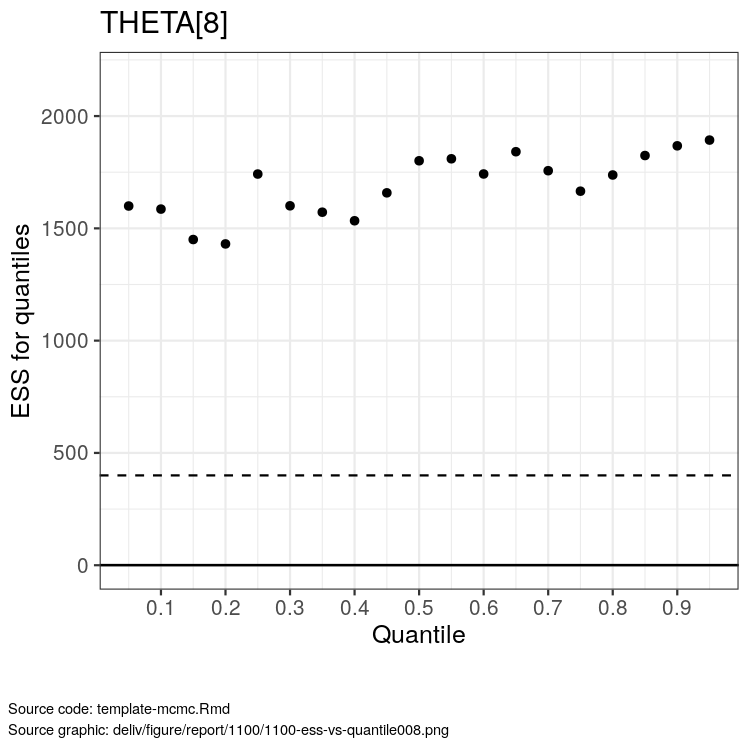 THETA[8]
ESS for quantiles
2000
1500
1000
500
0
0.1 0.2 0.3 0.4 0.5 0.6 0.7 0.8 0.9
Quantile
Source code: template-mcmc.Rmd
Source graphic: deliv/figure/report/1100/1100-ess-vs-quantile008.png